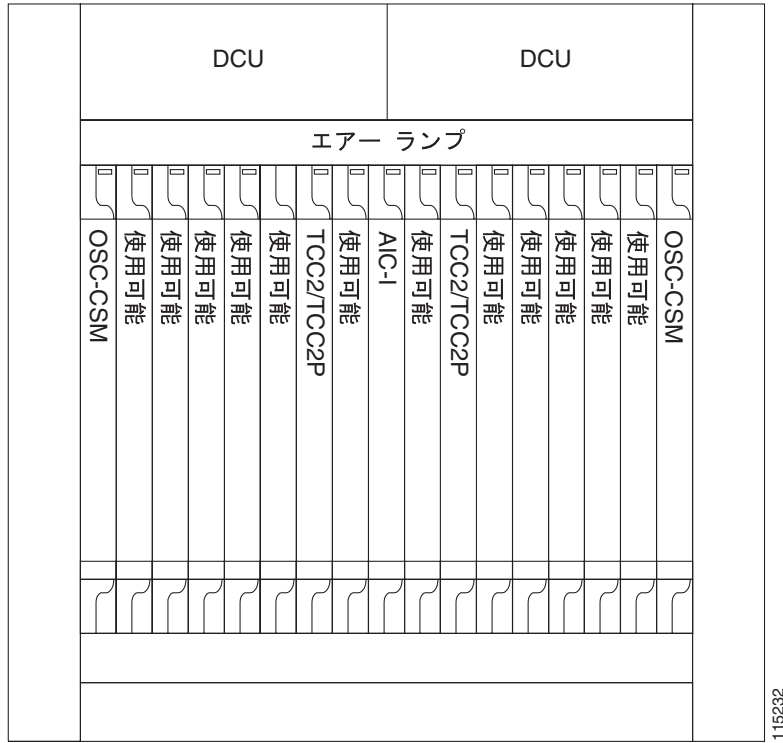 DCU
DCU
エアー ランプ
OSC-CSM
使用可能
使用可能
使用可能
使用可能
使用可能
TCC2/TCC2P
使用可能
AIC-I
使用可能
TCC2/TCC2P
使用可能
使用可能
使用可能
使用可能
使用可能
OSC-CSM
115232